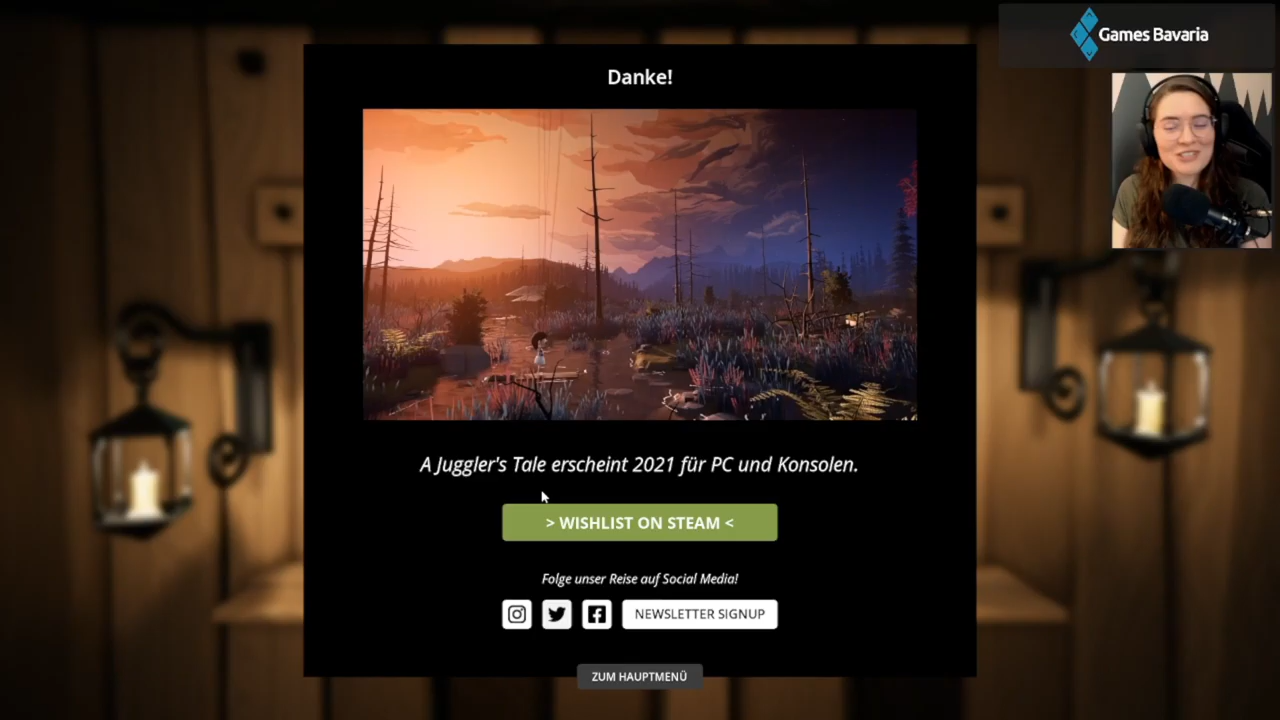 Games Bavaria
Danke!
A Juggler's Tale erscheint 2021 für PC und Konsolen.
> WISHLIST ON STEAM <
Folge unser Reise auf Social Media!
NEWSLETTER SIGNUP
ZUM HAUPTMENÜ